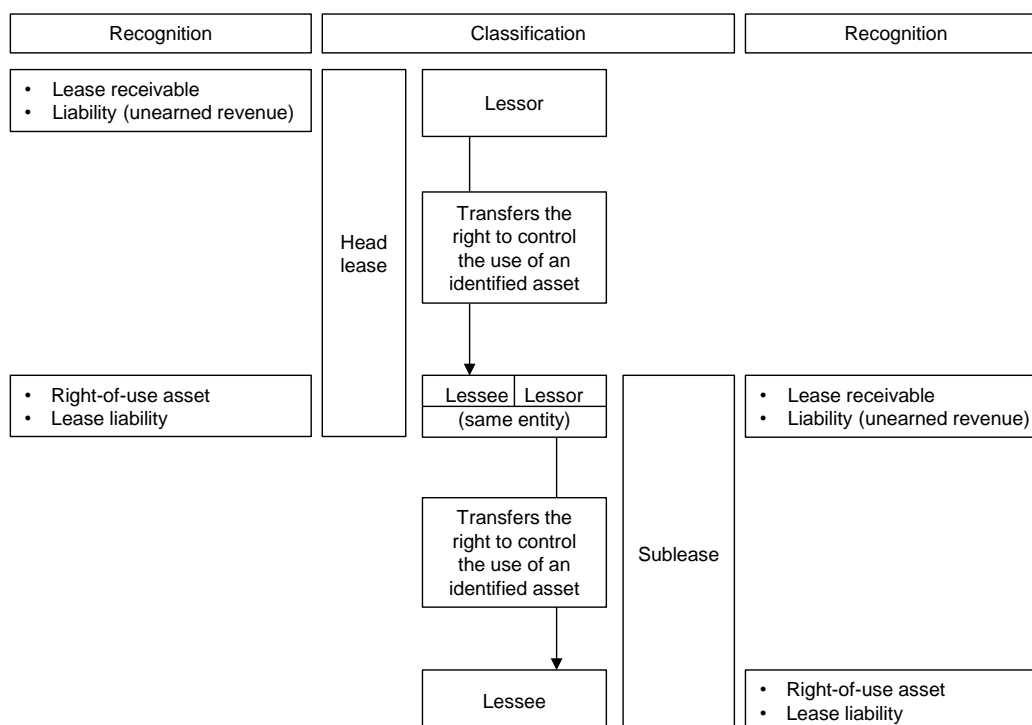 Recognition
Classification
Recognition
• Lease receivable
• Liability (unearned revenue)
Lessor
Transfers the
right to control
the use of an
identified asset
Head
lease
• Right-of-use asset
• Lease liability
Lessee
Lessor
(same entity)
• Lease receivable
• Liability (unearned revenue)
Transfers the
right to control
the use of an
identified asset
Sublease
Lessee
• Right-of-use asset
• Lease liability